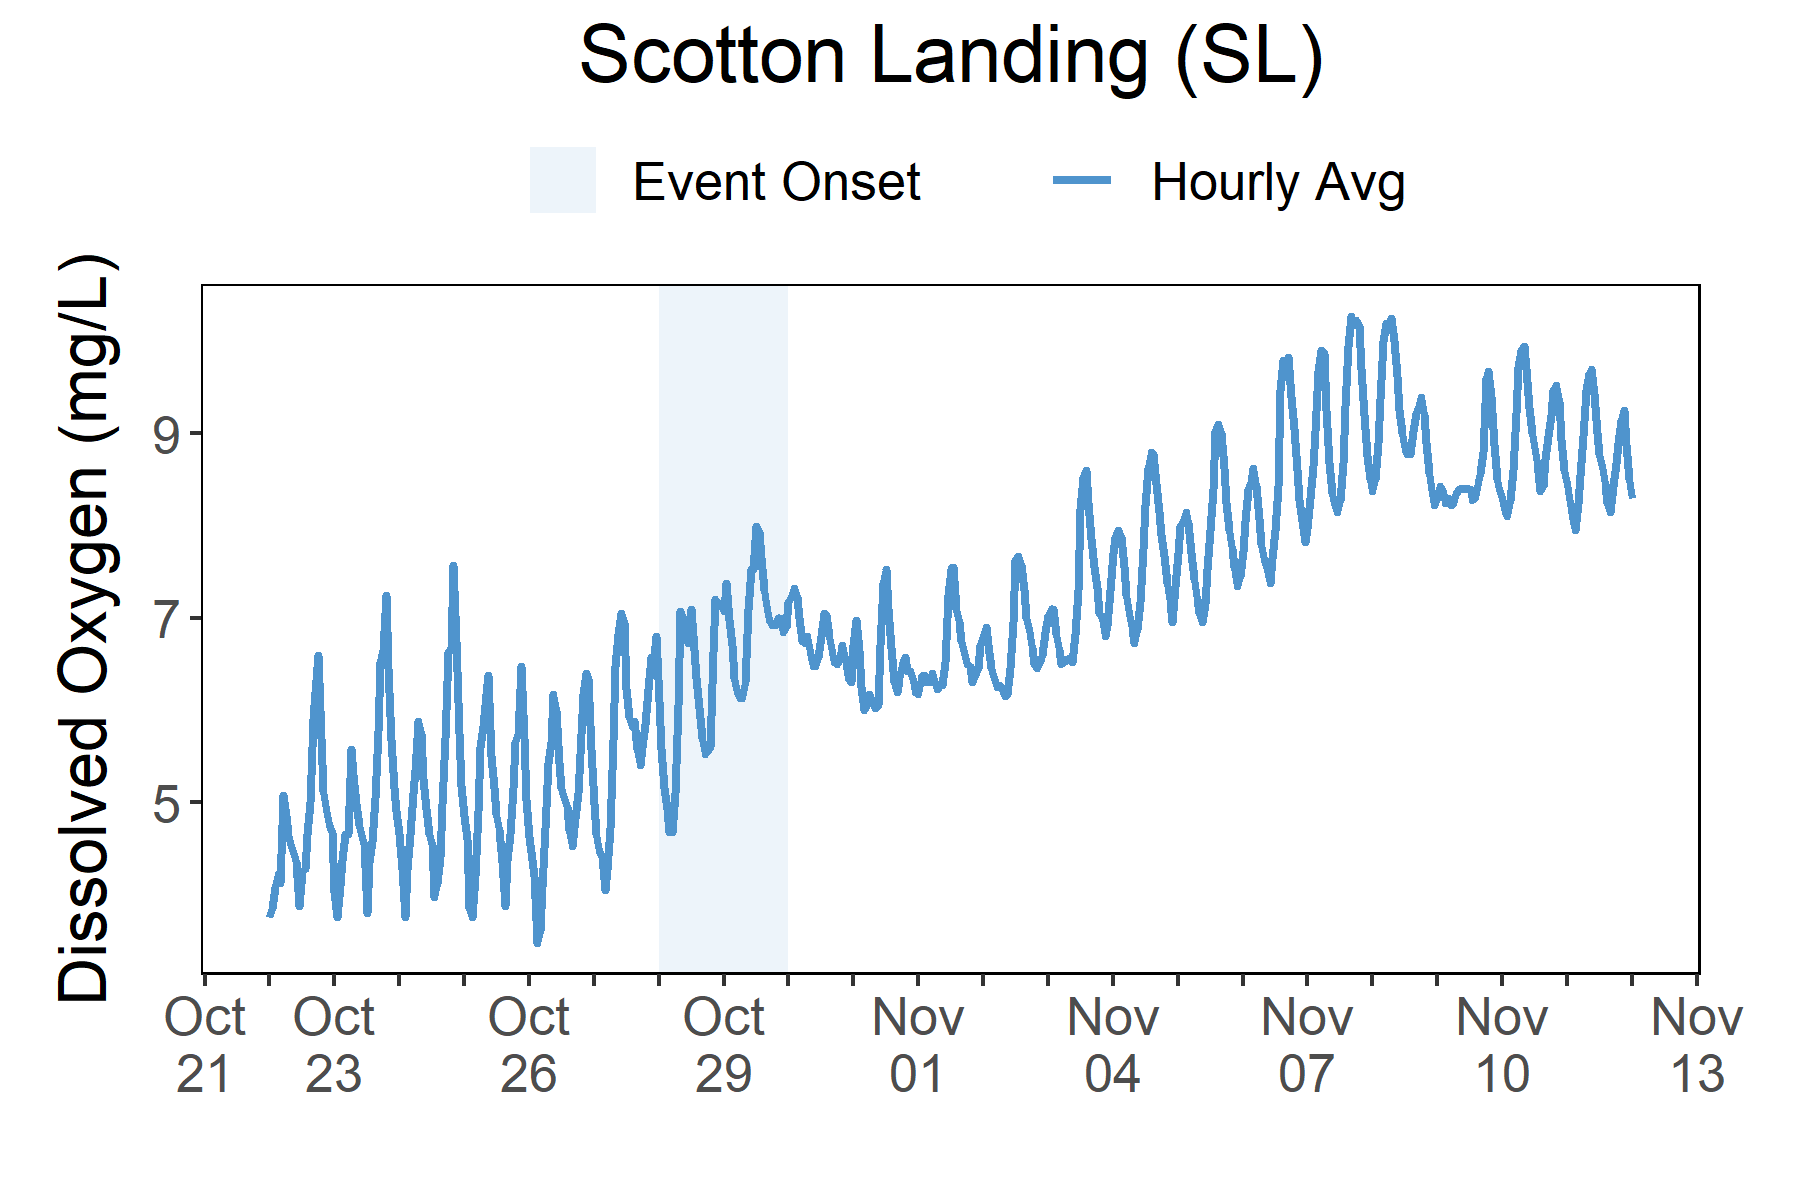 Scotton Landing (SL)
Event Onset
Hourly Avg
Dissolved Oxygen (mg/L)
9
7
5
Oct
21
Oct
23
Oct
26
Oct
29
Nov
01
Nov
04
Nov
07
Nov
10
Nov
13